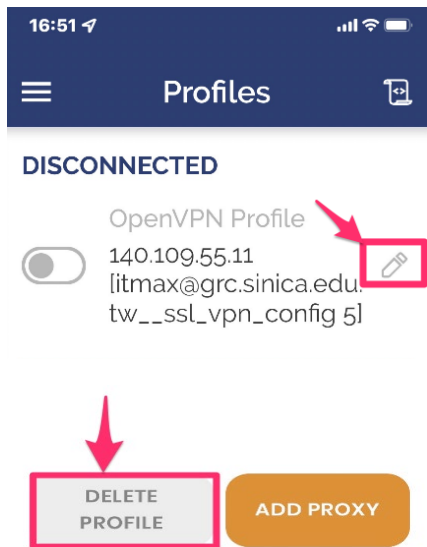 16:51
Profiles
DISCONNECTED
OpenVPN Profile
140.109.55.11
[itmax@grc.sinica.edu.
tw__ssl_vpn_config 5]
DELETE
PROFILE
ADD PROXY